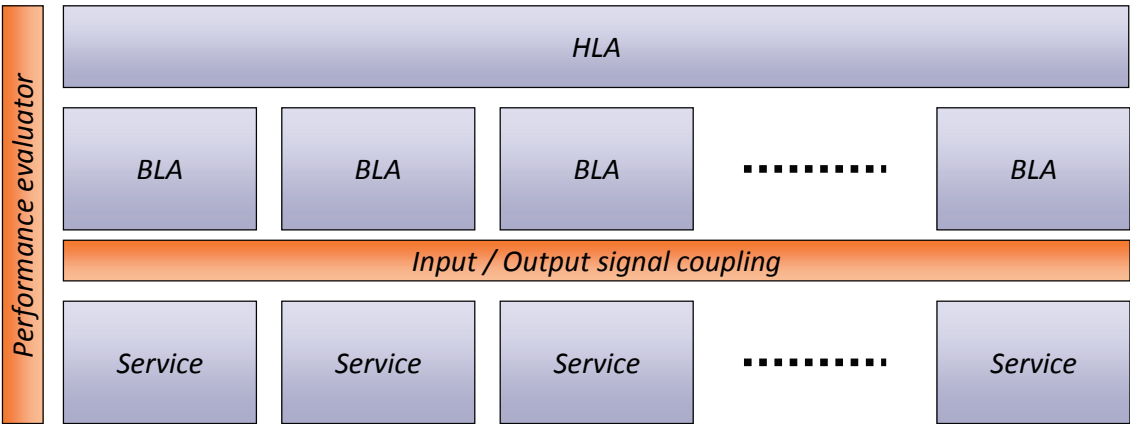 Performance evaluator
HLA
BLA
BLA
BLA
BLA
Input / Output signal coupling
Service
Service
Service
Service